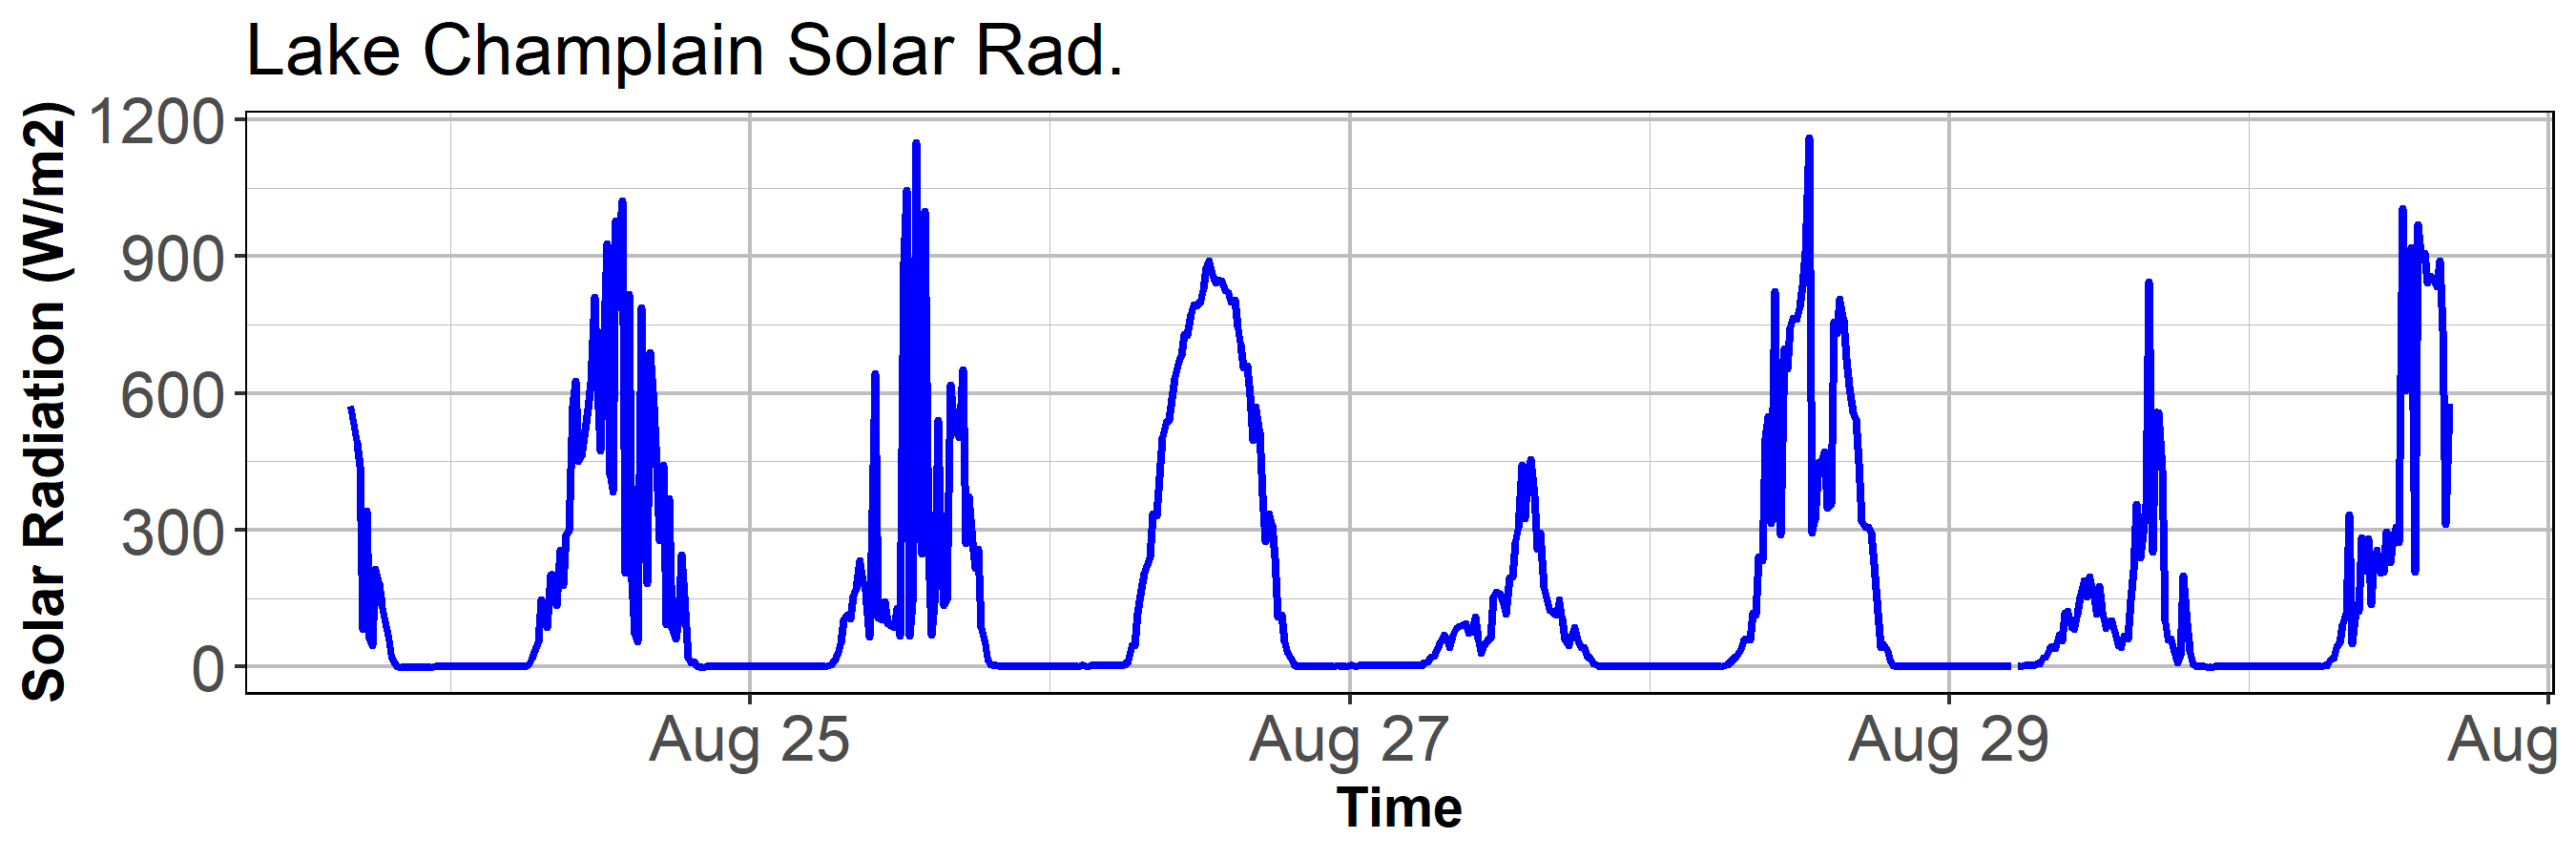 Lake Champlain Solar Rad.
Solar Radiation (W/m2)
1200
900
600
300
0
Aug 25 Aug 27 Aug 29 Aug
Time